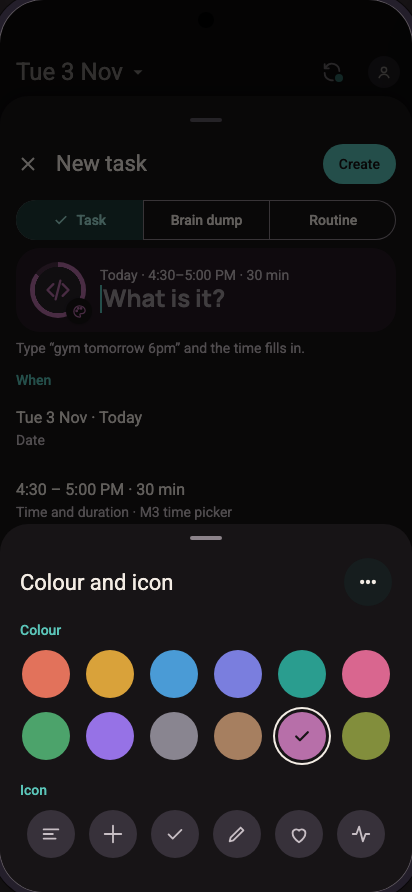 Tue 3 Nov
New task
Create
Task
Brain dump
Routine
Today · 4:30–5:00 PM · 30 min
What is it?
Type "gym tomorrow 6pm" and the time fills in.
When
Tue 3 Nov · Today
Date
4:30 – 5:00 PM · 30 min
Time and duration · M3 time picker
Colour and icon
Colour
Icon